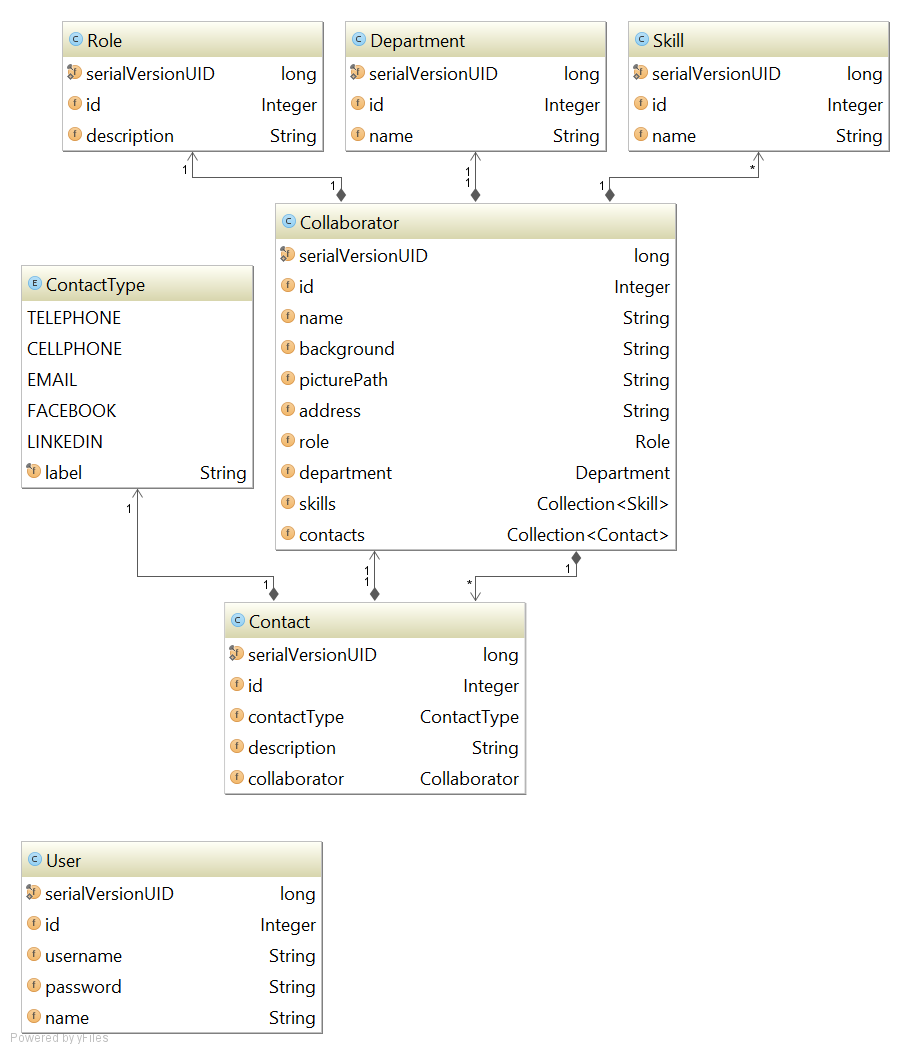 Role
serialVersionUID long
id Integer
description String
Department
serialVersionUID long
id Integer
name String
Skill
serialVersionUID long
id Integer
name String
1
1
1
1
*
1
Collaborator
serialVersionUID long
id Integer
name String
background String
picturePath String
address String
role Role
department Department
skills Collection<Skill>
contacts Collection<Contact>
ContactType
TELEPHONE
CELLPHONE
EMAIL
FACEBOOK
LINKEDIN
label String
1
1
1
1
1
*
Contact
serialVersionUID long
id Integer
contactType ContactType
description String
collaborator Collaborator
User
serialVersionUID long
id Integer
username String
password String
name String
Powered by yFiles